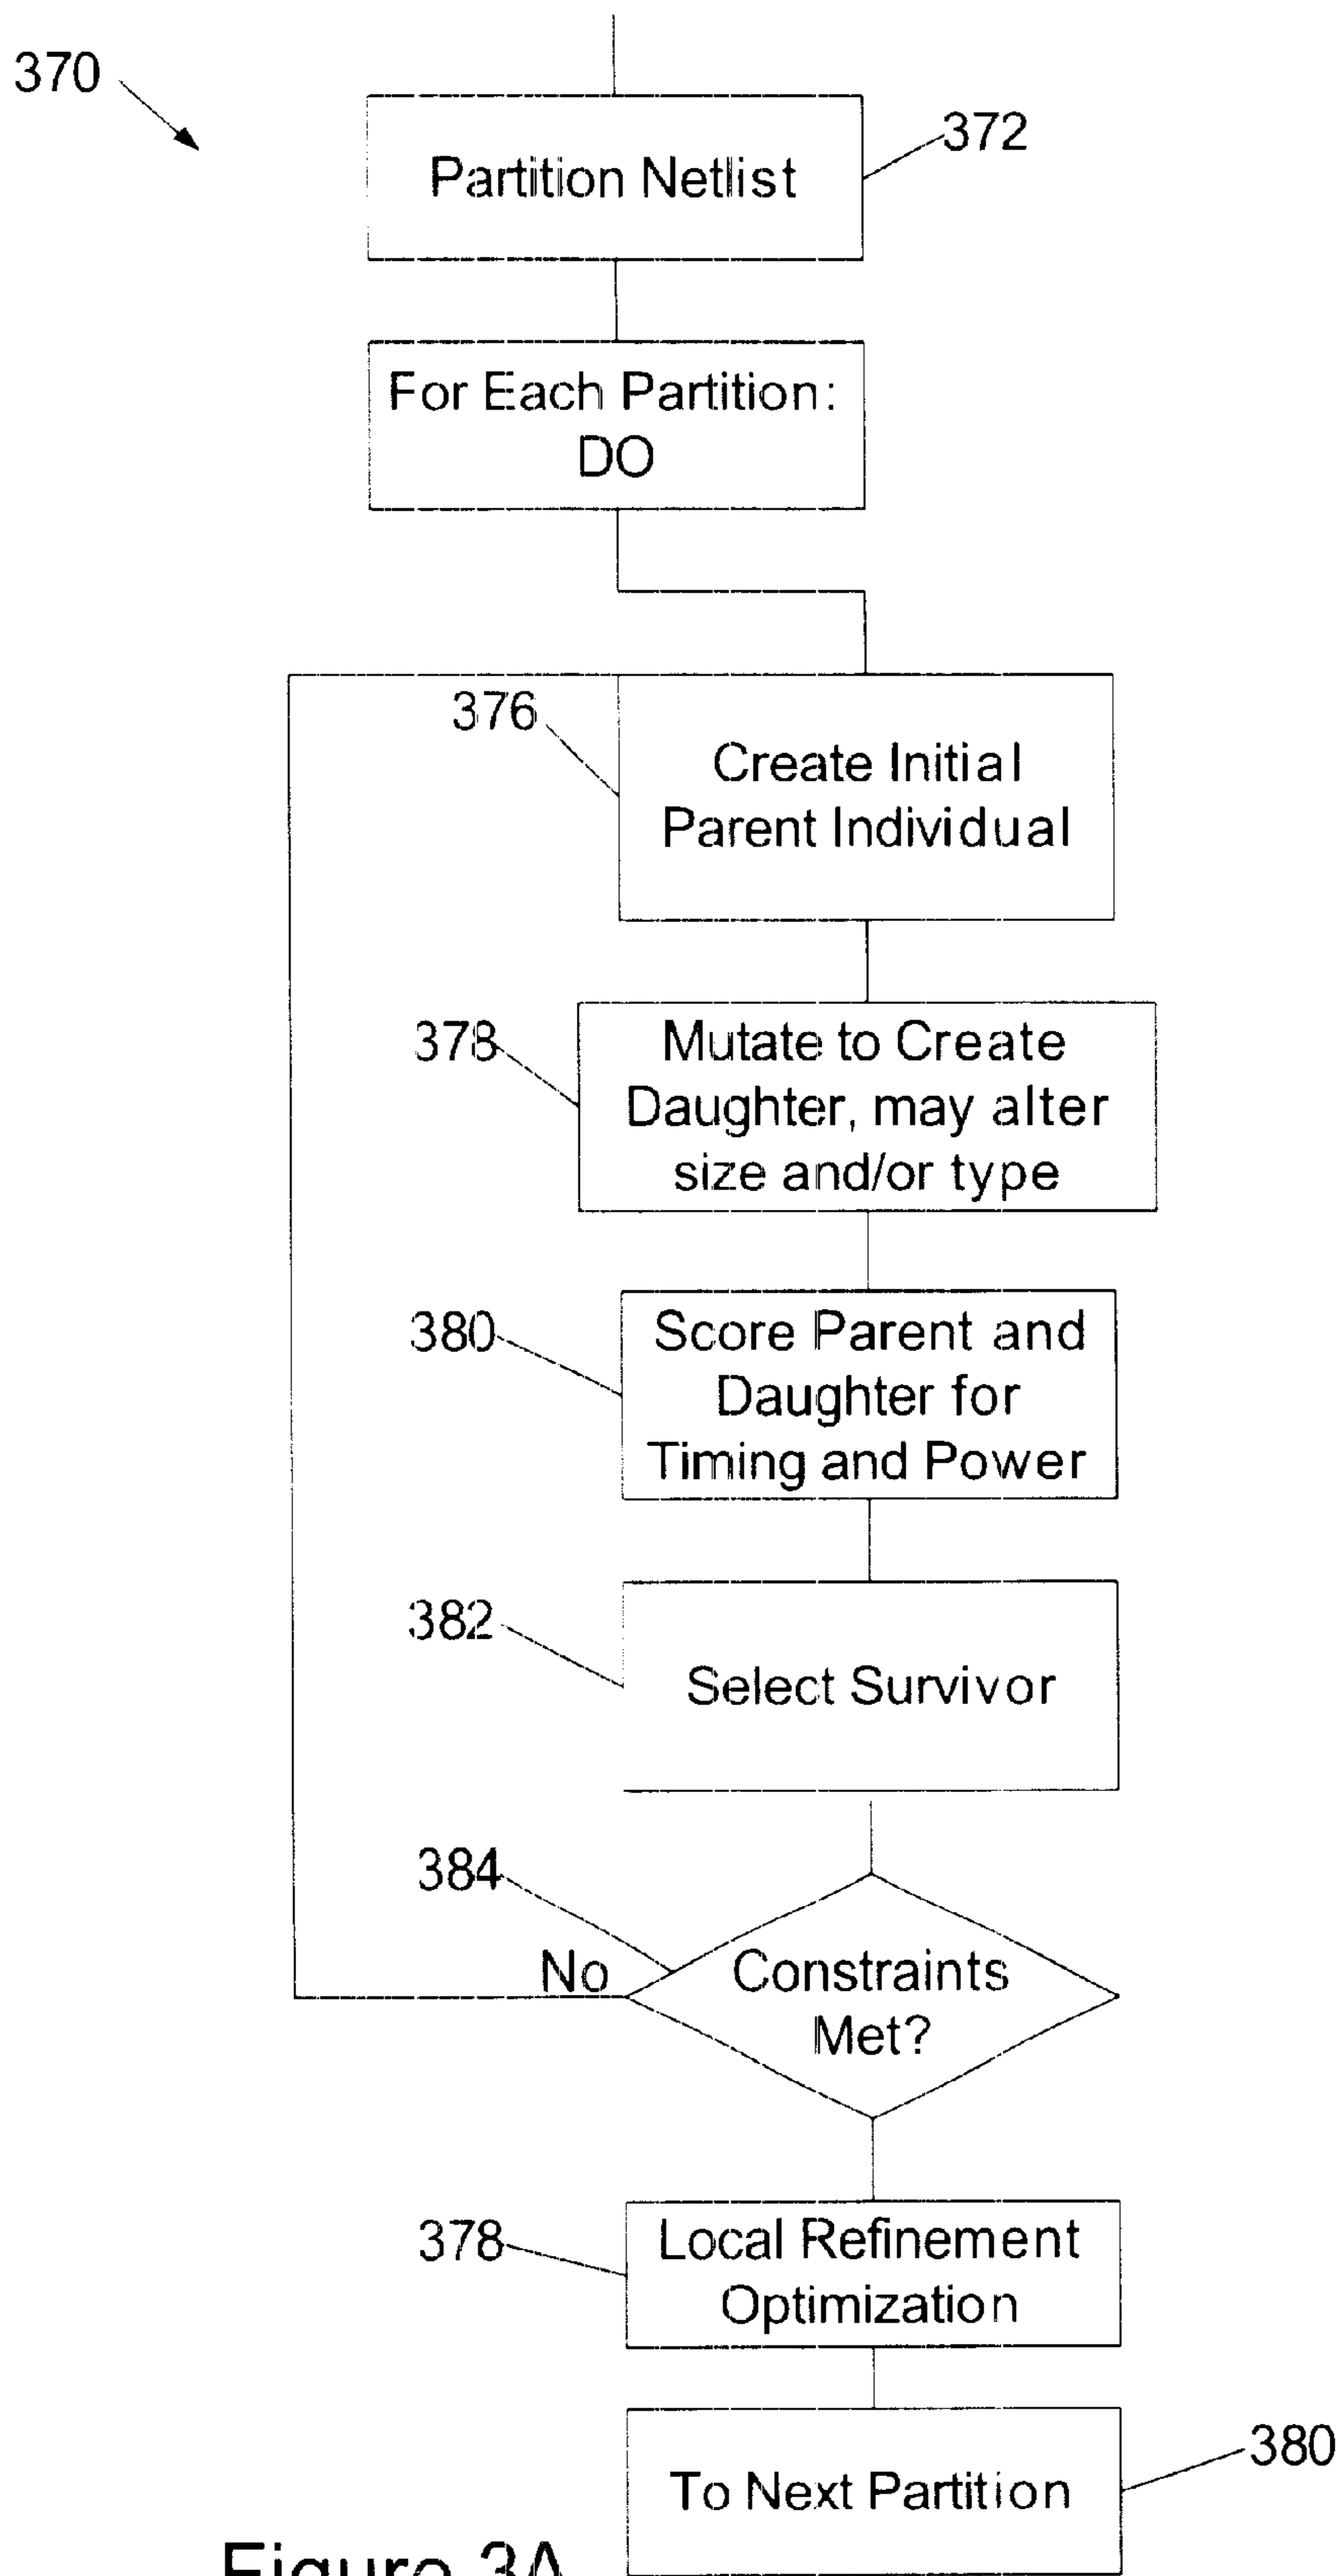 370
372
Partition Netlist
For Each Partition:
DO
376
Create Initial
Parent Individual
378
Mutate to Create
Daughter, may alter
size and/or type
380
Score Parent and
Daughter for
Timing and Power
382
Select Survivor
384
No
Constraints
Met?
378
Local Refinement
Optimization
380
To Next Partition
Figure 3A